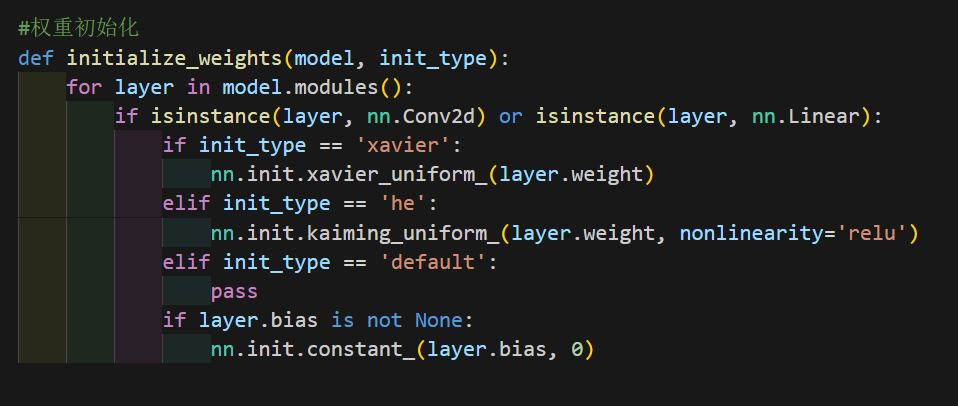 #权重初始化
def initialize_weights(model, init_type):
    for layer in model.modules():
        if isinstance(layer, nn.Conv2d) or isinstance(layer, nn.Linear):
            if init_type == 'xavier':
                nn.init.xavier_uniform_(layer.weight)
            elif init_type == 'he':
                nn.init.kaiming_uniform_(layer.weight, nonlinearity='relu')
            elif init_type == 'default':
                pass
            if layer.bias is not None:
                nn.init.constant_(layer.bias, 0)